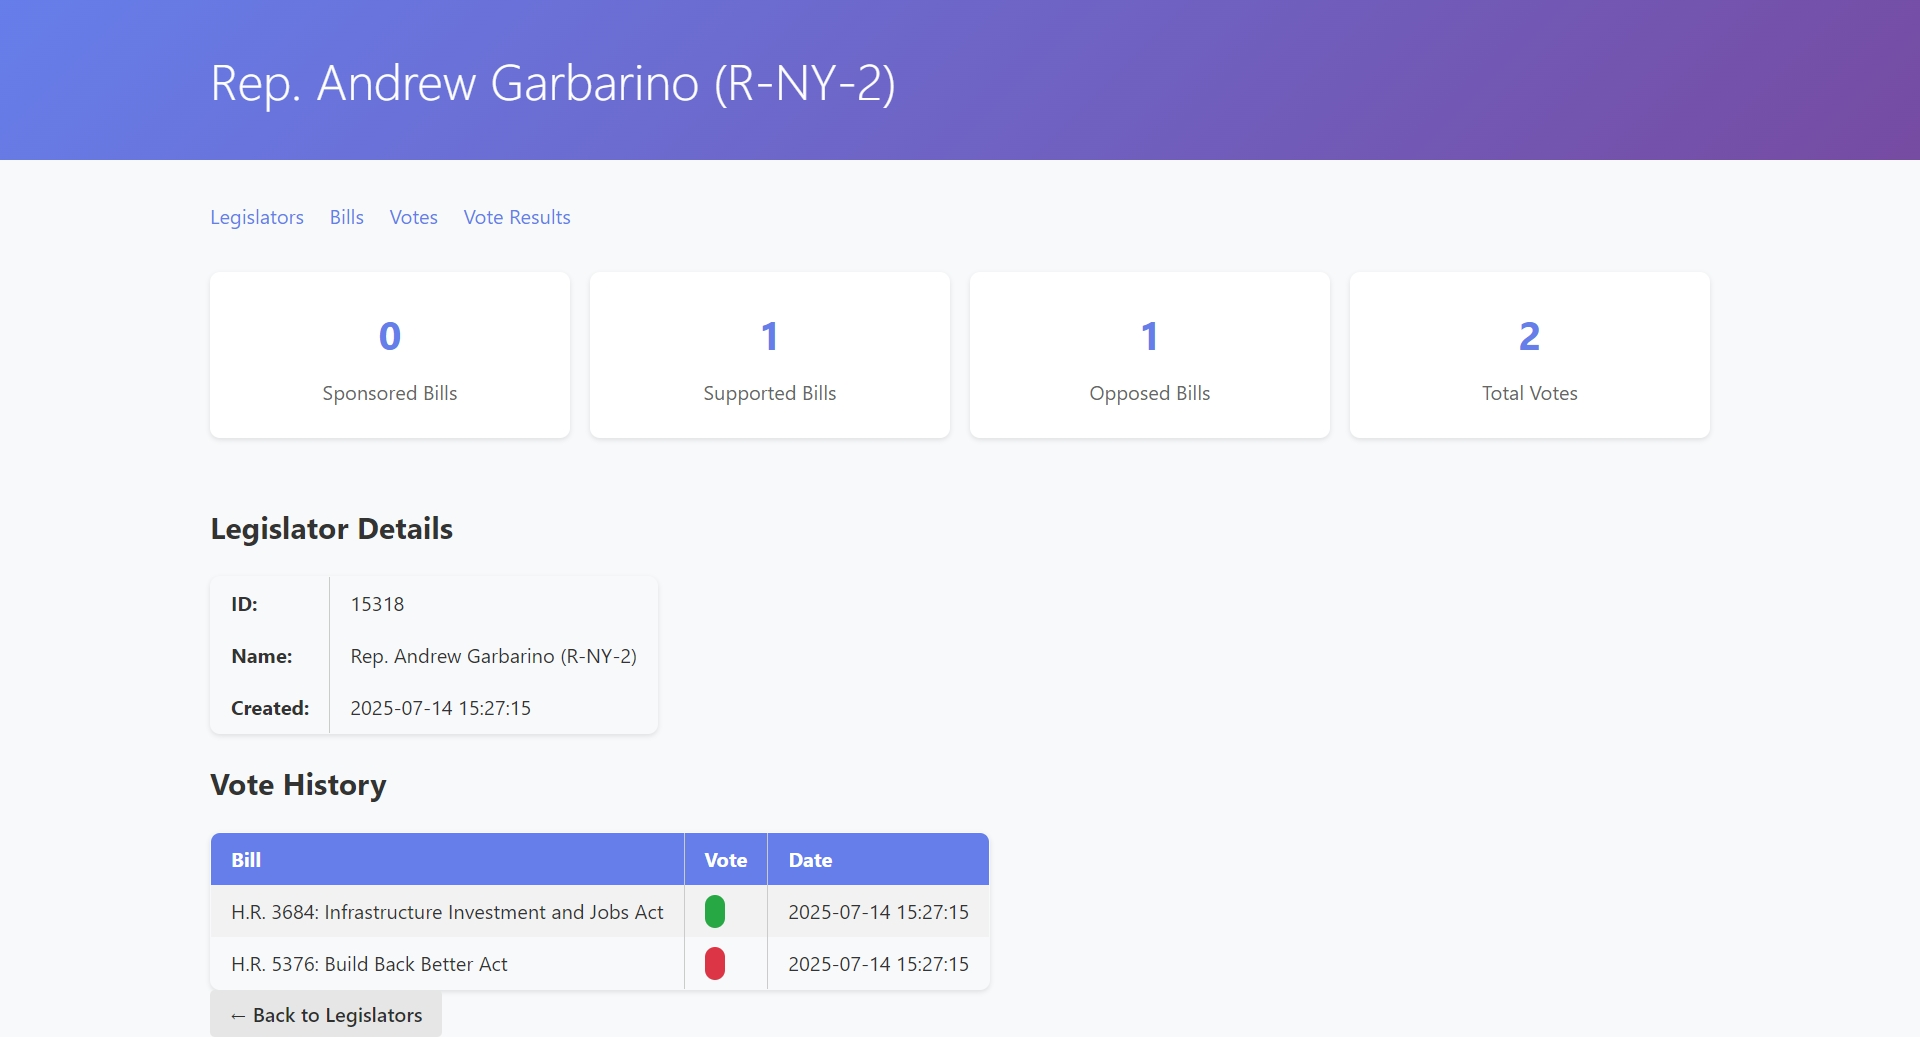 Rep. Andrew Garbarino (R-NY-2)
Legislators Bills Votes Vote Results
0
Sponsored Bills
1
Supported Bills
1
Opposed Bills
2
Total Votes
Legislator Details
ID: 15318
Name: Rep. Andrew Garbarino (R-NY-2)
Created: 2025-07-14 15:27:15
Vote History
Bill Vote Date
H.R. 3684: Infrastructure Investment and Jobs Act 2025-07-14 15:27:15
H.R. 5376: Build Back Better Act 2025-07-14 15:27:15
← Back to Legislators